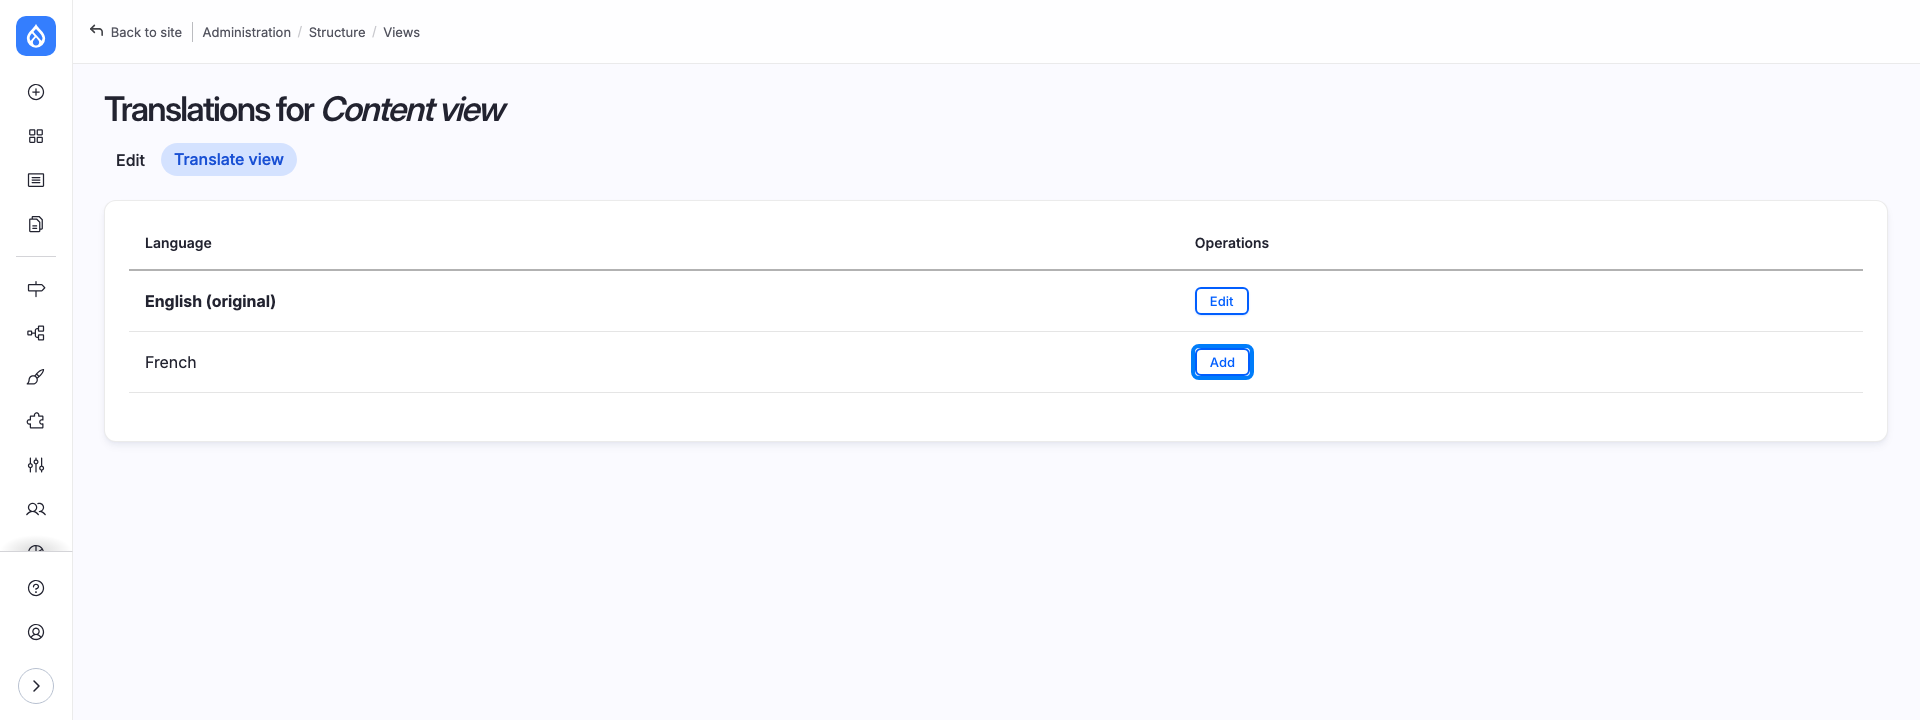 Back to site Administration / Structure / Views
Translations for Content view
Edit Translate view
Language Operations
English (original) Edit
French Add